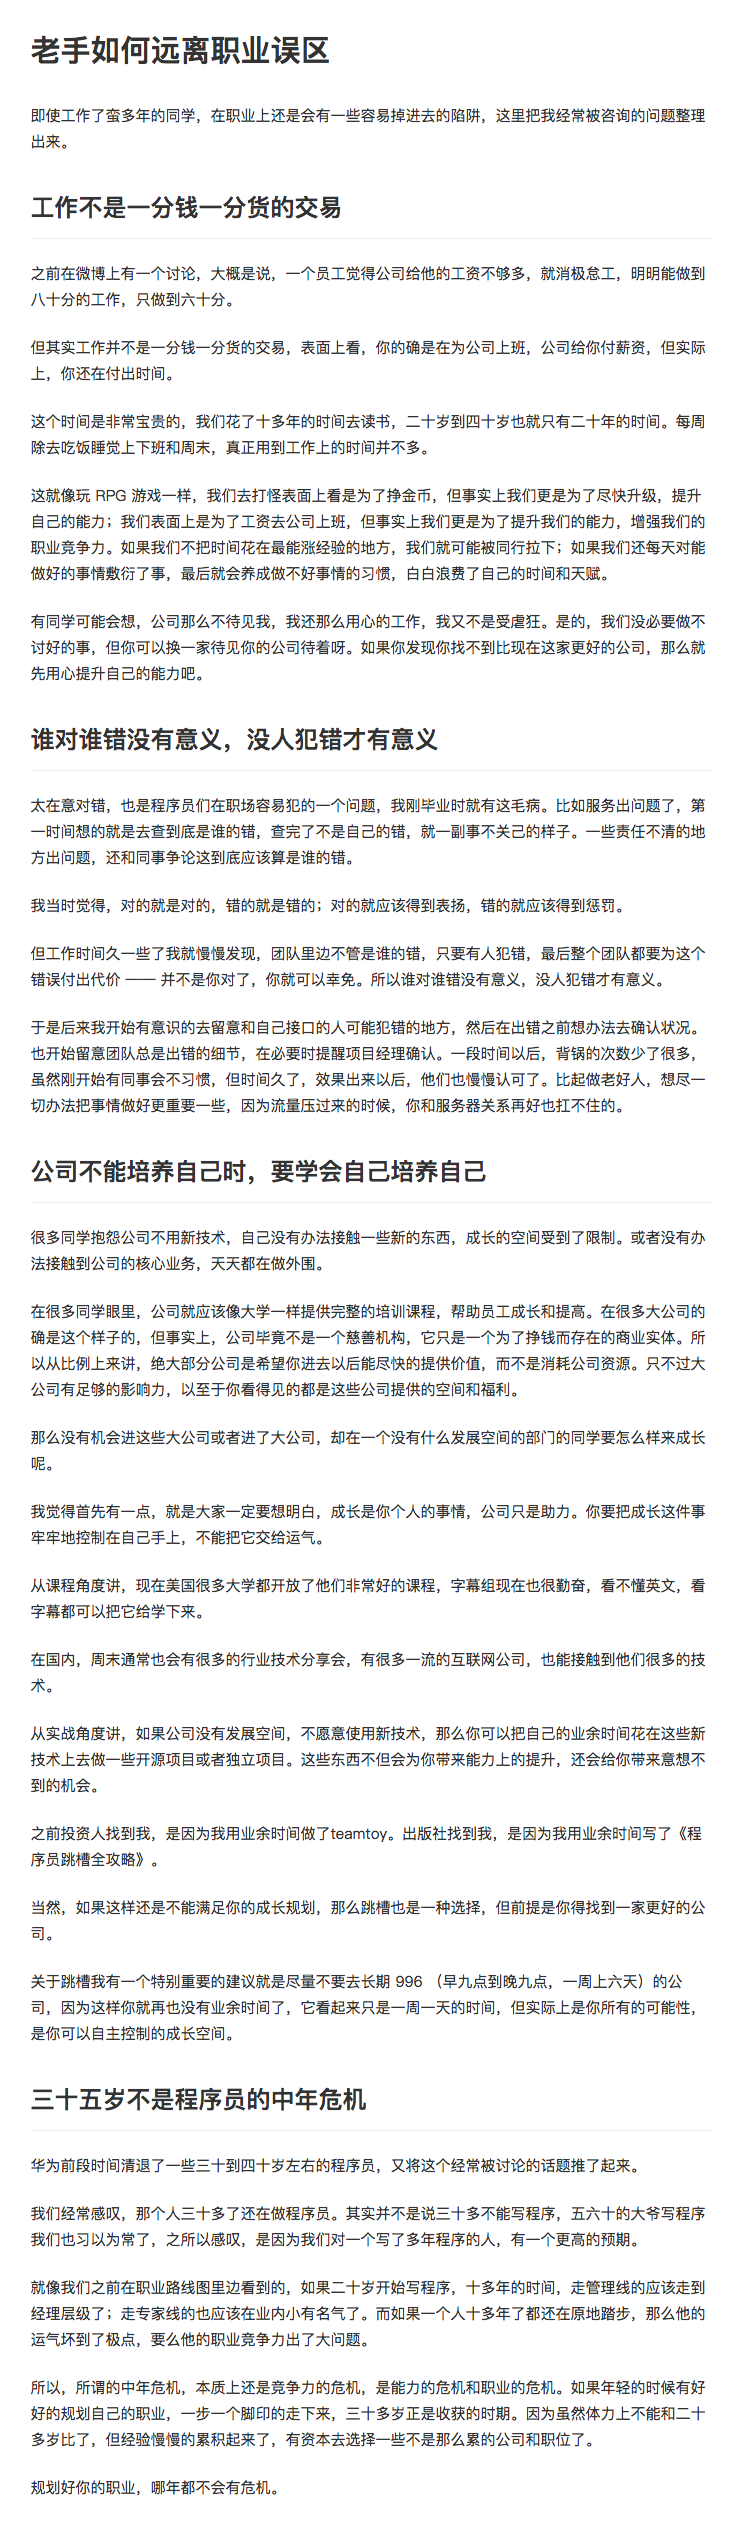 老手如何远离职业误区
即使工作了蛮多年的同学，在职业上还是会有一些容易掉进去的陷阱，这里把我经常被咨询的问题整理
出来。
工作不是一分钱一分货的交易
之前在微博上有一个讨论，大概是说，一个员工觉得公司给他的工资不够多，就消极怠工，明明能做到
八十分的工作，只做到六十分。
但其实工作并不是一分钱一分货的交易，表面上看，你的确是在为公司上班，公司给你付薪资，但实际
上，你还在付出时间。
这个时间是非常宝贵的，我们花了十多年的时间去读书，二十岁到四十岁也就只有二十年的时间。每周
除去吃饭睡觉上下班和周末，真正用到工作上的时间并不多。
这就像玩 RPG 游戏一样，我们去打怪表面上看是为了挣金币，但事实上我们更是为了尽快升级，提升
自己的能力；我们表面上是为了工资去公司上班，但事实上我们更是为了提升我们的能力，增强我们的
职业竞争力。如果我们不把时间花在最能涨经验的地方，我们就可能被同行拉下；如果我们还每天对能
做好的事情敷衍了事，最后就会养成做不好事情的习惯，白白浪费了自己的时间和天赋。
有同学可能会想，公司那么不待见我，我还那么用心的工作，我又不是受虐狂。是的，我们没必要做不
讨好的事，但你可以换一家待见你的公司待着呀。如果你发现你找不到比现在这家更好的公司，那么就
先用心提升自己的能力吧。
谁对谁错没有意义，没人犯错才有意义
太在意对错，也是程序员们在职场容易犯的一个问题，我刚毕业时就有这毛病。比如服务出问题了，第
一时间想的就是去查到底是谁的错，查完了不是自己的错，就一副事不关己的样子。一些责任不清的地
方出问题，还和同事争论这到底应该算是谁的错。
我当时觉得，对的就是对的，错的就是错的；对的就应该得到表扬，错的就应该得到惩罚。
但工作时间久一些了我就慢慢发现，团队里边不管是谁的错，只要有人犯错，最后整个团队都要为这个
错误付出代价 —— 并不是你对了，你就可以幸免。所以谁对谁错没有意义，没人犯错才有意义。
于是后来我开始有意识的去留意和自己接口的人可能犯错的地方，然后在出错之前想办法去确认状况。
也开始留意团队总是出错的细节，在必要时提醒项目经理确认。一段时间以后，背锅的次数少了很多，
虽然刚开始有同事会不习惯，但时间久了，效果出来以后，他们也慢慢认可了。比起做老好人，想尽一
切办法把事情做好更重要一些，因为流量压过来的时候，你和服务器关系再好也扛不住的。
公司不能培养自己时，要学会自己培养自己
很多同学抱怨公司不用新技术，自己没有办法接触一些新的东西，成长的空间受到了限制。或者没有办
法接触到公司的核心业务，天天都在做外围。
在很多同学眼里，公司就应该像大学一样提供完整的培训课程，帮助员工成长和提高。在很多大公司的
确是这个样子的，但事实上，公司毕竟不是一个慈善机构，它只是一个为了挣钱而存在的商业实体。所
以从比例上来讲，绝大部分公司是希望你进去以后能尽快的提供价值，而不是消耗公司资源。只不过大
公司有足够的影响力，以至于你看得见的都是这些公司提供的空间和福利。
那么没有机会进这些大公司或者进了大公司，却在一个没有什么发展空间的部门的同学要怎么样来成长
呢。
我觉得首先有一点，就是大家一定要想明白，成长是你个人的事情，公司只是助力。你要把成长这件事
牢牢地控制在自己手上，不能把它交给运气。
从课程角度讲，现在美国很多大学都开放了他们非常好的课程，字幕组现在也很勤奋，看不懂英文，看
字幕都可以把它给学下来。
在国内，周末通常也会有很多的行业技术分享会，有很多一流的互联网公司，也能接触到他们很多的技
术。
从实战角度讲，如果公司没有发展空间，不愿意使用新技术，那么你可以把自己的业余时间花在这些新
技术上去做一些开源项目或者独立项目。这些东西不但会为你带来能力上的提升，还会给你带来意想不
到的机会。
之前投资人找到我，是因为我用业余时间做了teamtoy。出版社找到我，是因为我用业余时间写了《程
序员跳槽全攻略》。
当然，如果这样还是不能满足你的成长规划，那么跳槽也是一种选择，但前提是你得找到一家更好的公
司。
关于跳槽我有一个特别重要的建议就是尽量不要去长期 996 （早九点到晚九点，一周上六天）的公
司，因为这样你就再也没有业余时间了，它看起来只是一周一天的时间，但实际上是你所有的可能性，
是你可以自主控制的成长空间。
三十五岁不是程序员的中年危机
华为前段时间清退了一些三十到四十岁左右的程序员，又将这个经常被讨论的话题推了起来。
我们经常感叹，那个人三十多了还在做程序员。其实并不是说三十多不能写程序，五六十的大爷写程序
我们也习以为常了，之所以感叹，是因为我们对一个写了多年程序的人，有一个更高的预期。
就像我们之前在职业路线图里边看到的，如果二十岁开始写程序，十多年的时间，走管理线的应该走到
经理层级了；走专家线的也应该在业内小有名气了。而如果一个人十多年了都还在原地踏步，那么他的
运气坏到了极点，要么他的职业竞争力出了大问题。
所以，所谓的中年危机，本质上还是竞争力的危机，是能力的危机和职业的危机。如果年轻的时候有好
好的规划自己的职业，一步一个脚印的走下来，三十多岁正是收获的时期。因为虽然体力上不能和二十
多岁比了，但经验慢慢的累积起来了，有资本去选择一些不是那么累的公司和职位了。
规划好你的职业，哪年都不会有危机。